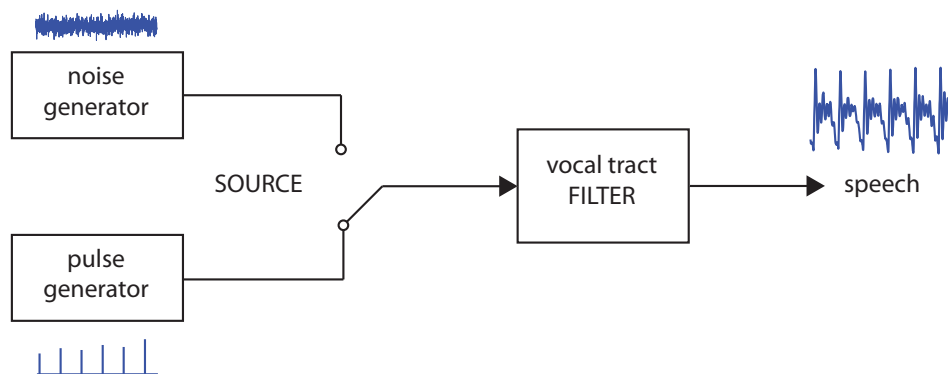 noise
generator
SOURCE
vocal tract
FILTER
speech
pulse
generator